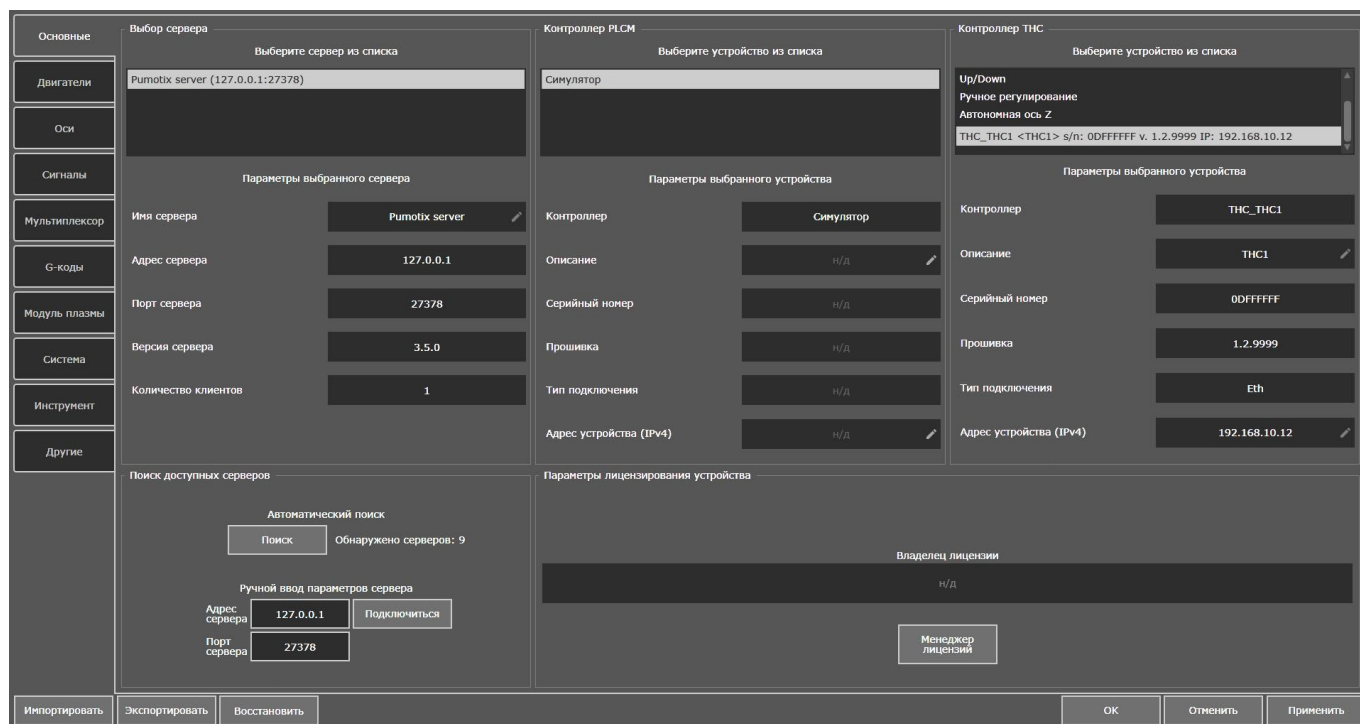 Основные
Двигатели
Оси
Сигналы
Мультиплексор
G-коды
Модуль плазмы
Система
Инструмент
Другие
Выбор сервера
Выберите сервер из списка
Pumotix server (127.0.0.1:27378)
Параметры выбранного сервера
Имя сервера Pumotix server
Адрес сервера 127.0.0.1
Порт сервера 27378
Версия сервера 3.5.0
Количество клиентов 1
Контроллер PLCM
Выберите устройство из списка
Симулятор
Параметры выбранного устройства
Контроллер Симулятор
Описание н/д
Серийный номер н/д
Прошивка н/д
Тип подключения н/д
Адрес устройства (IPv4) н/д
Контроллер THC
Выберите устройство из списка
Up/Down
Ручное регулирование
Автономная ось Z
THC_THC1 <THC1> s/n: 0DFFFFFF v. 1.2.9999 IP: 192.168.10.12
Параметры выбранного устройства
Контроллер THC_THC1
Описание THC1
Серийный номер 0DFFFFFF
Прошивка 1.2.9999
Тип подключения Eth
Адрес устройства (IPv4) 192.168.10.12
Поиск доступных серверов
Автоматический поиск
Поиск Обнаружено серверов: 9
Ручной ввод параметров сервера
Адрес
сервера 127.0.0.1 Подключиться
Порт
сервера 27378
Параметры лицензирования устройства
Владелец лицензии
н/д
Менеджер
лицензий
Импортировать Экспортировать Восстановить OK Отменить Применить